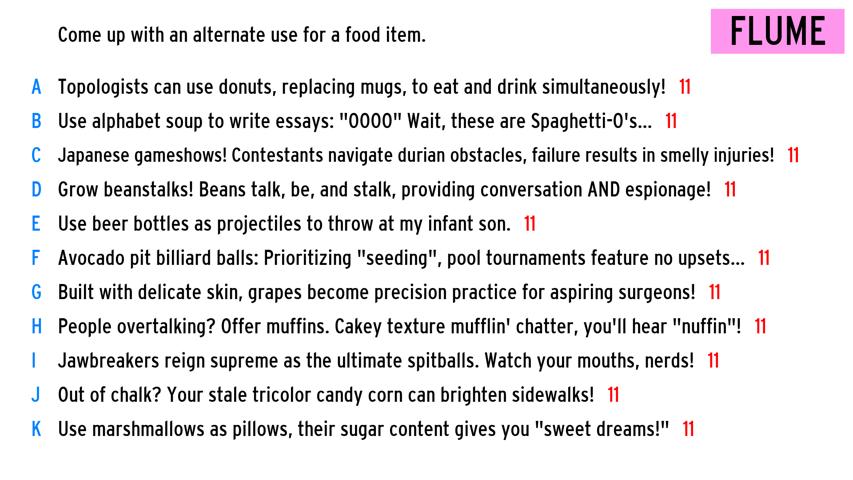 Come up with an alternate use for a food item.
FLUME
A Topologists can use donuts, replacing mugs, to eat and drink simultaneously! 11
B Use alphabet soup to write essays: "OOOO" Wait, these are Spaghetti-O's... 11
C Japanese gameshows! Contestants navigate durian obstacles, failure results in smelly injuries! 11
D Grow beanstalks! Beans talk, be, and stalk, providing conversation AND espionage! 11
E Use beer bottles as projectiles to throw at my infant son. 11
F Avocado pit billiard balls: Prioritizing "seeding", pool tournaments feature no upsets... 11
G Built with delicate skin, grapes become precision practice for aspiring surgeons! 11
H People overtalking? Offer muffins. Cakey texture mufflin' chatter, you'll hear "nuffin"! 11
I Jawbreakers reign supreme as the ultimate spitballs. Watch your mouths, nerds! 11
J Out of chalk? Your stale tricolor candy corn can brighten sidewalks! 11
K Use marshmallows as pillows, their sugar content gives you "sweet dreams!" 11